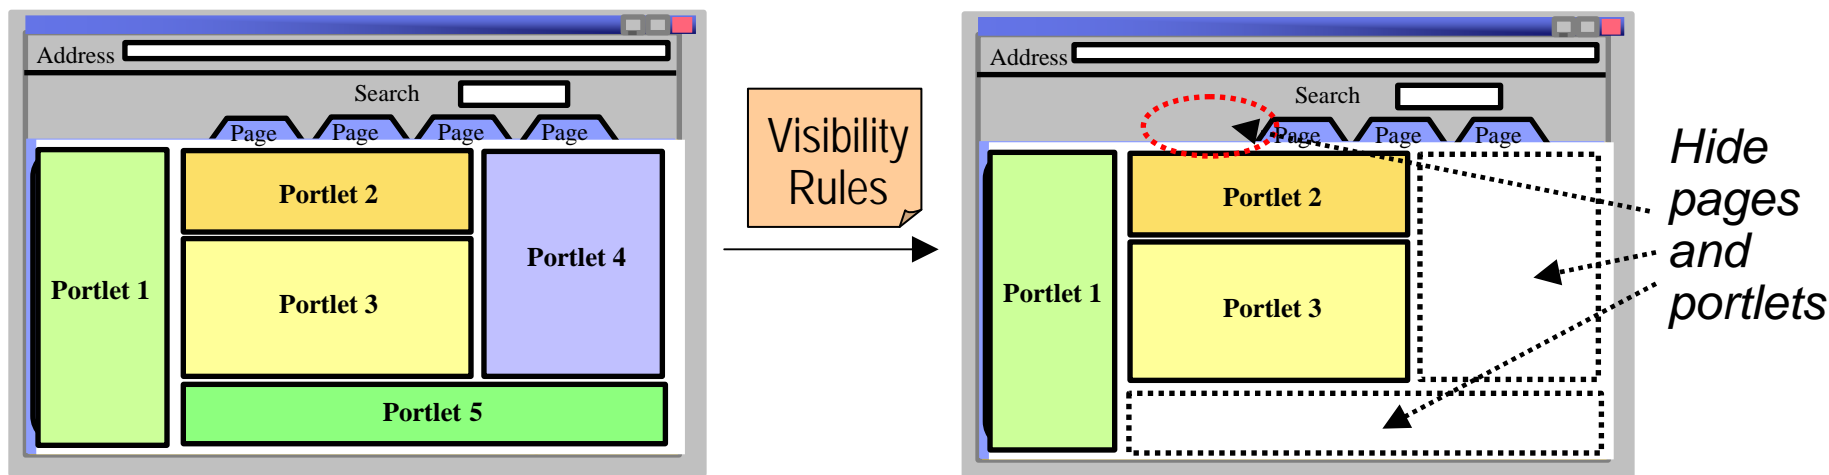 Address
Search
Page Page Page Page
Portlet 1
Portlet 2
Portlet 3
Portlet 4
Portlet 5
Visibility
Rules
Address
Search
Page Page Page
Portlet 1
Portlet 2
Portlet 3
Hide
pages
and
portlets